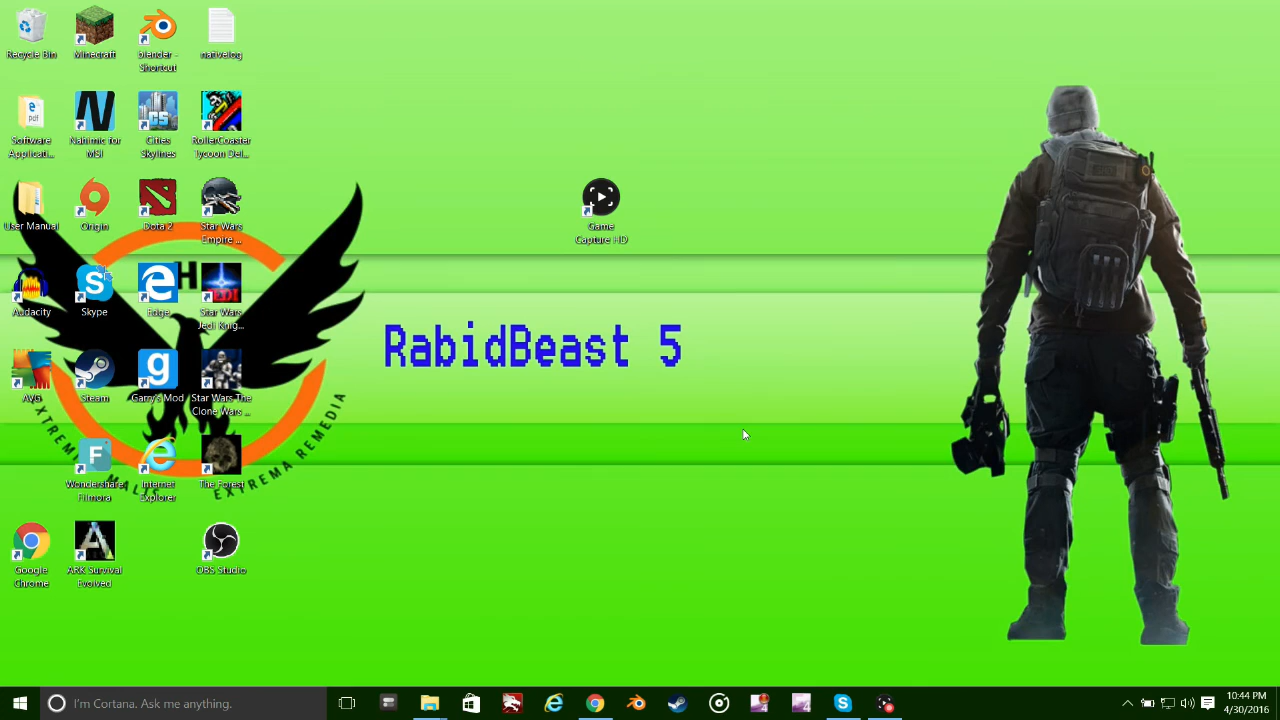 Recycle Bin
Minecraft
blender -
Shortcut
nativelog
Software
Applicati...
Nahimic for
MSI
Cities
Skylines
RollerCoaster
Tycoon Del...
User Manual
Origin
Dota 2
Star Wars
Empire ...
Game
Capture HD
Audacity
Skype
Edge
Star Wars
Jedi Knig...
RabidBeast 5
AVG
Steam
Garry's Mod
Star Wars The
Clone Wars ...
EXTREMA REMEDIA
Wondershare
Filmora
Internet
Explorer
The Forest
Google
Chrome
ARK Survival
Evolved
OBS Studio
I'm Cortana. Ask me anything.
10:44 PM
4/30/2016